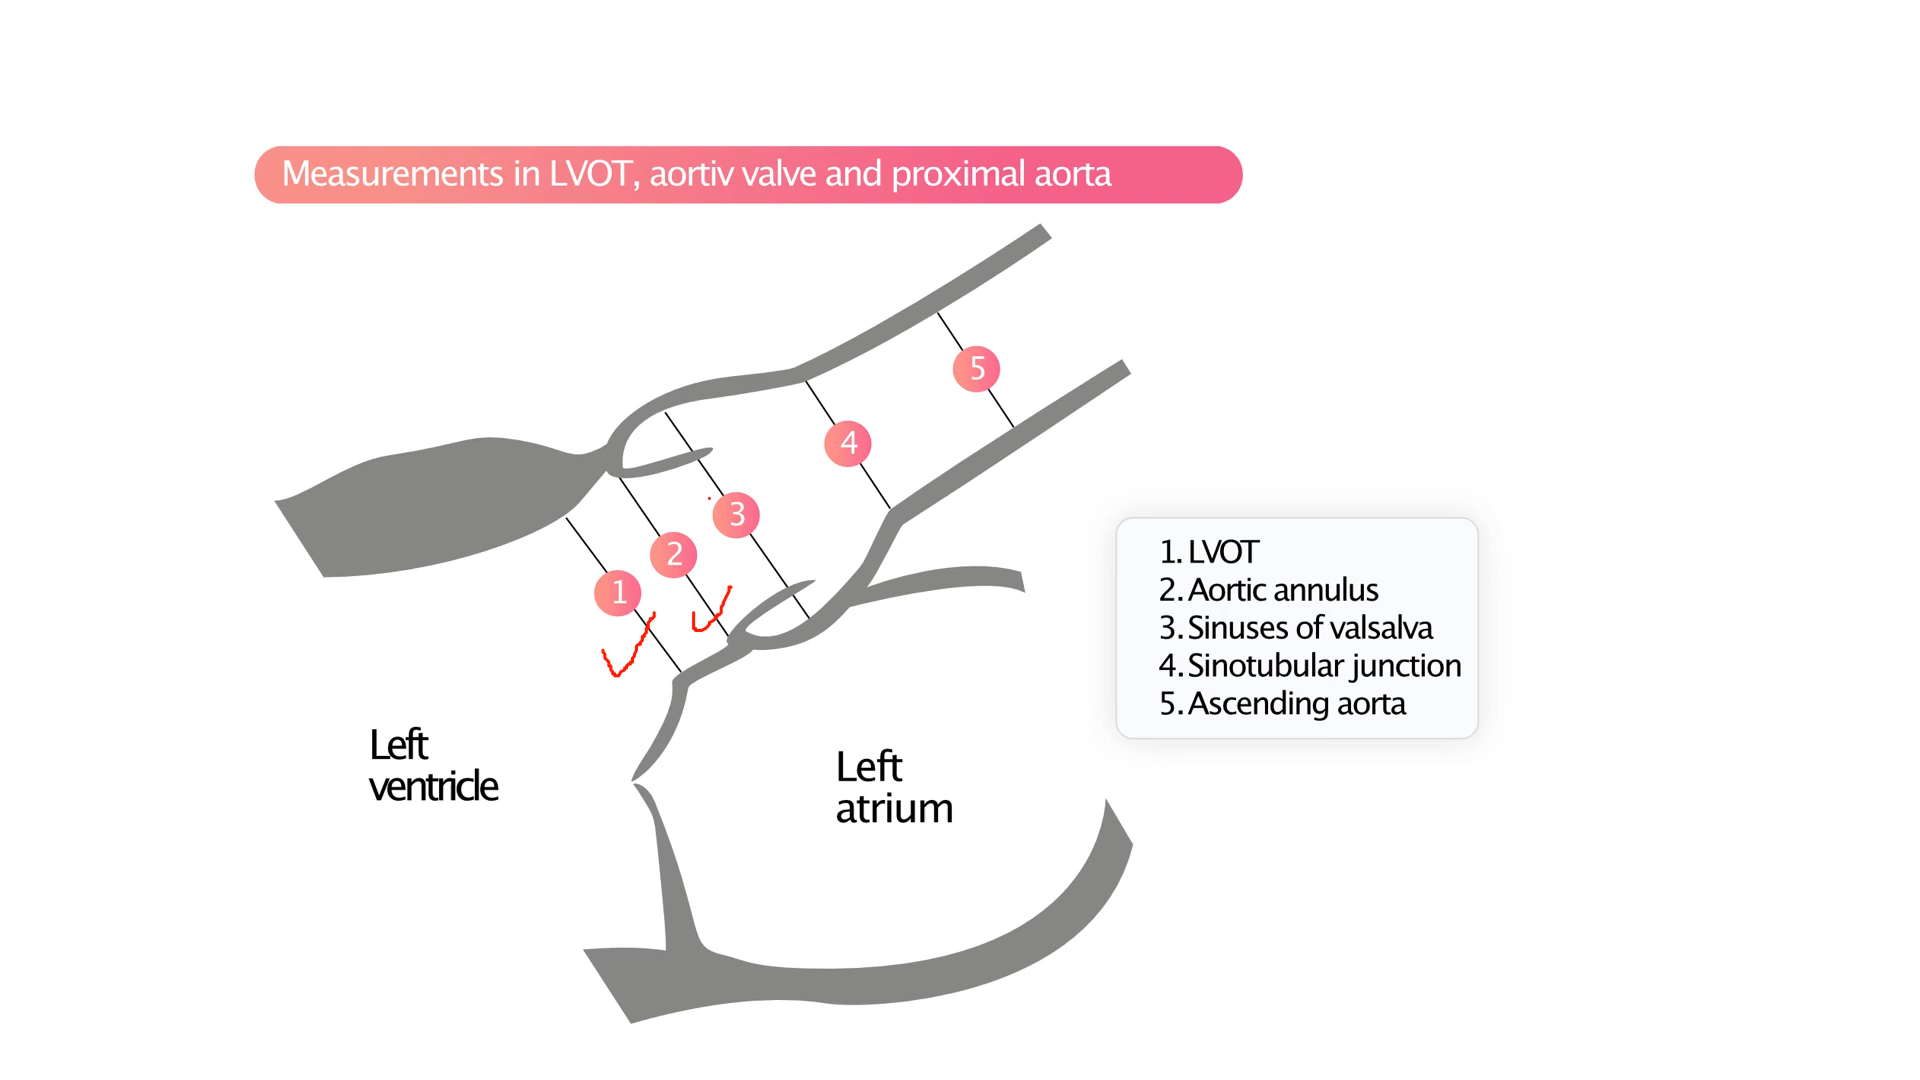 Measurements in LVOT, aortiv valve and proximal aorta
5
4
3
2
1
1. LVOT
2. Aortic annulus
3. Sinuses of valsalva
4. Sinotubular junction
5. Ascending aorta
Left
ventricle
Left
atrium